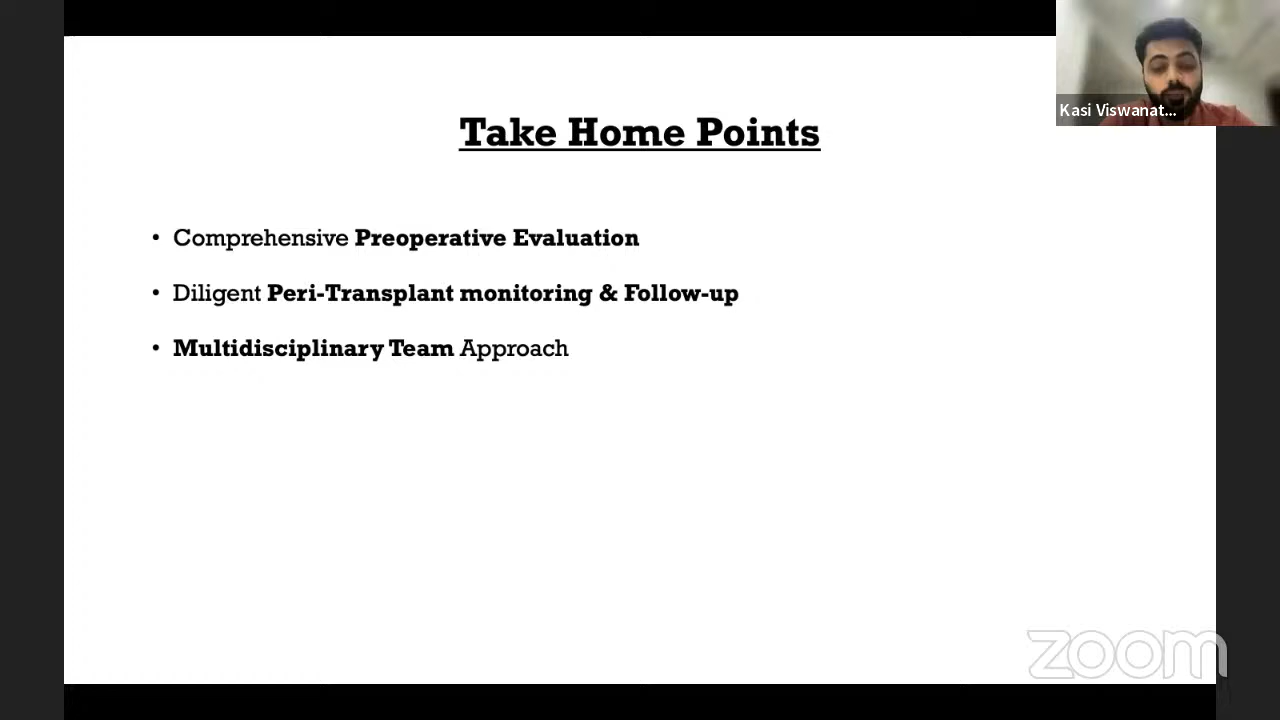 Kasi Viswanat...
Take Home Points
• Comprehensive Preoperative Evaluation
• Diligent Peri-Transplant monitoring & Follow-up
• Multidisciplinary Team Approach
zoom